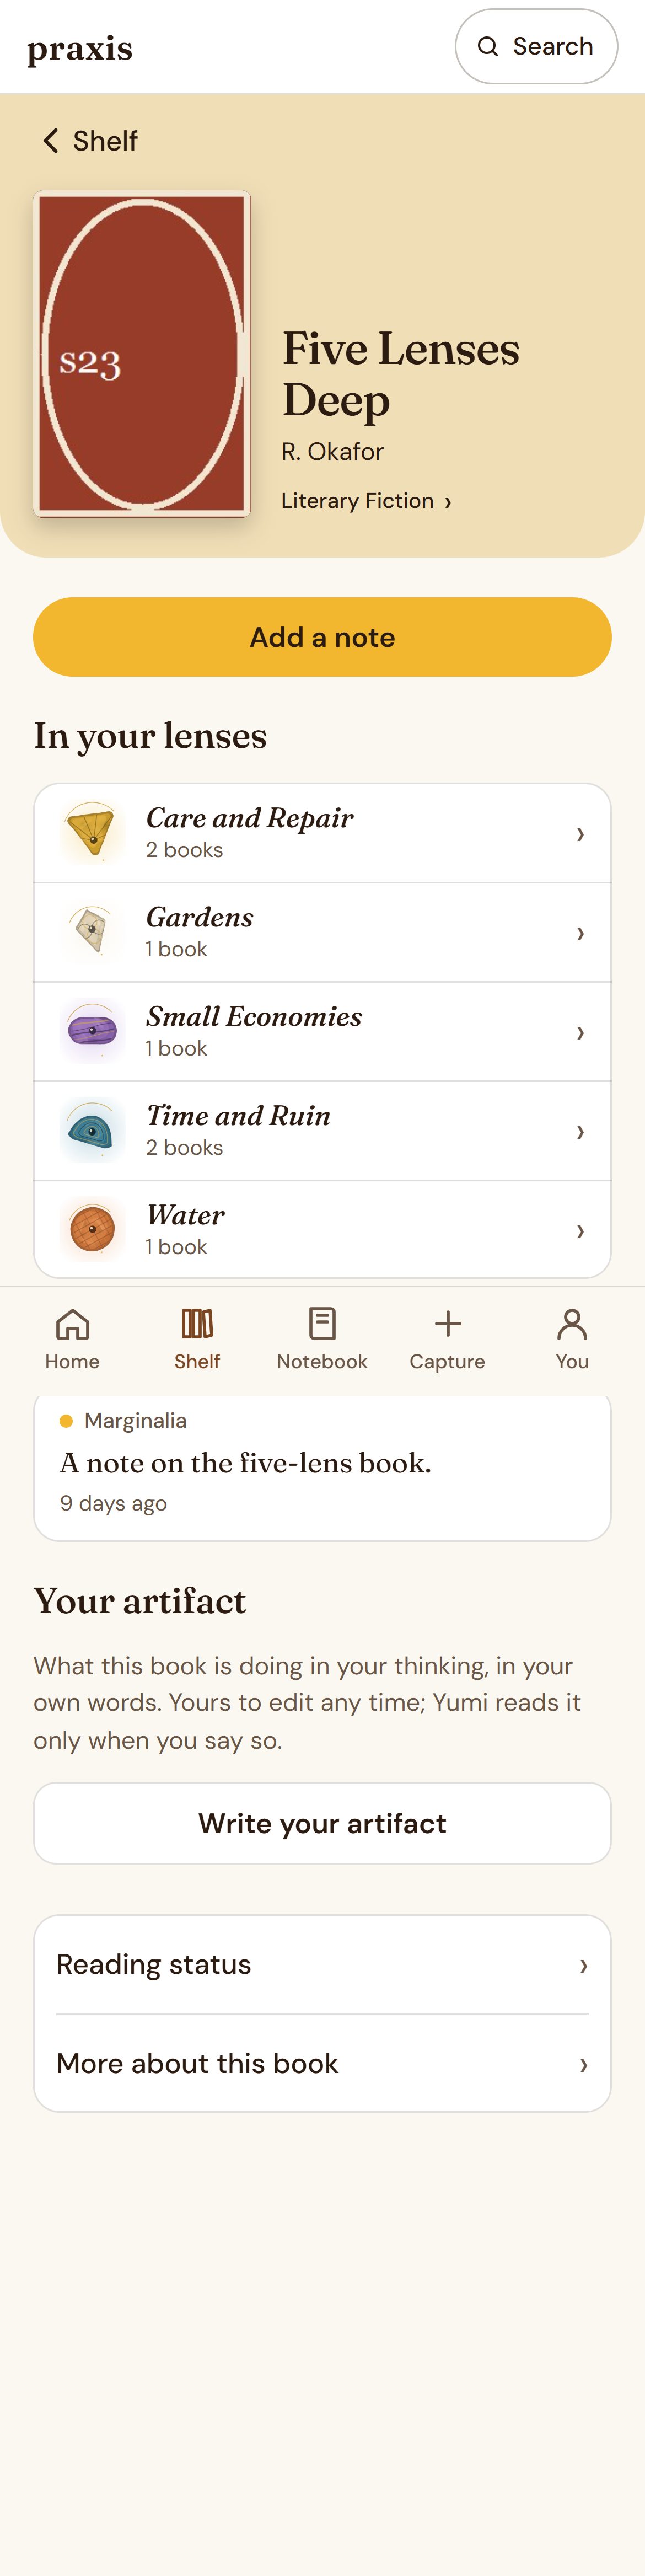 praxis
Search
Shelf
s23
Five Lenses
Deep
R. Okafor
Literary Fiction ›
Add a note
In your lenses
Care and Repair
2 books
Gardens
1 book
Small Economies
1 book
Time and Ruin
2 books
Water
1 book
Home
Shelf
Notebook
Capture
You
Marginalia
A note on the five-lens book.
9 days ago
Your artifact
What this book is doing in your thinking, in your
own words. Yours to edit any time; Yumi reads it
only when you say so.
Write your artifact
Reading status
More about this book